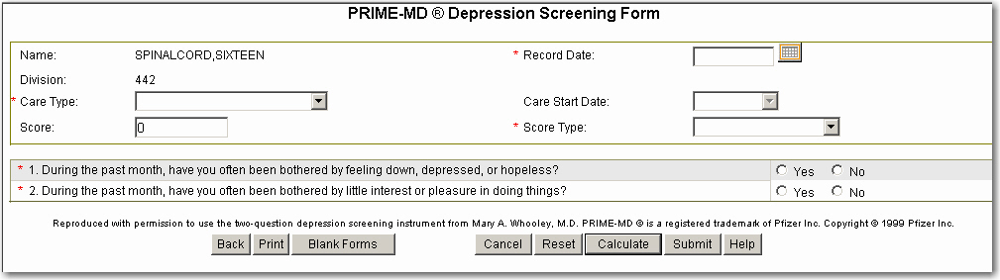 PRIME-MD ® Depression Screening Form
Name: SPINALCORD,SIXTEEN * Record Date:
Division: 442
* Care Type: Care Start Date:
Score: 0 * Score Type:
* 1. During the past month, have you often been bothered by feeling down, depressed, or hopeless? Yes No
* 2. During the past month, have you often been bothered by little interest or pleasure in doing things? Yes No
Reproduced with permission to use the two-question depression screening instrument from Mary A. Whooley, M.D. PRIME-MD ® is a registered trademark of Pfizer Inc. Copyright © 1999 Pfizer Inc.
Back Print Blank Forms Cancel Reset Calculate Submit Help